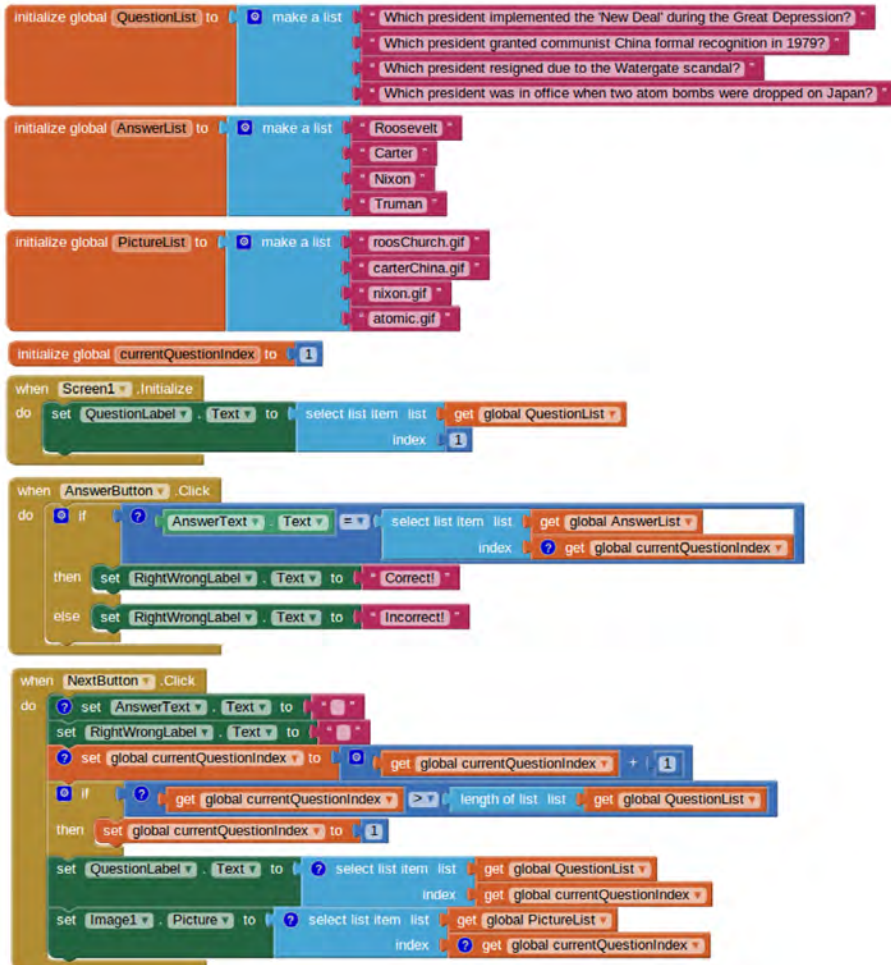 initialize global QuestionList to make a list " Which president implemented the 'New Deal' during the Great Depression? "
" Which president granted communist China formal recognition in 1979? "
" Which president resigned due to the Watergate scandal? "
" Which president was in office when two atom bombs were dropped on Japan? "
initialize global AnswerList to make a list " Roosevelt "
" Carter "
" Nixon "
" Truman "
initialize global PictureList to make a list " roosChurch.gif "
" carterChina.gif "
" nixon.gif "
" atomic.gif "
initialize global currentQuestionIndex to 1
when Screen1 .Initialize
do set QuestionLabel . Text to select list item list get global QuestionList
index 1
when AnswerButton .Click
do if ? AnswerText . Text = select list item list get global AnswerList
index ? get global currentQuestionIndex
then set RightWrongLabel . Text to " Correct! "
else set RightWrongLabel . Text to " Incorrect! "
when NextButton .Click
do ? set AnswerText . Text to " "
set RightWrongLabel . Text to " "
? set global currentQuestionIndex to get global currentQuestionIndex + 1
if ? get global currentQuestionIndex > length of list list get global QuestionList
then set global currentQuestionIndex to 1
set QuestionLabel . Text to ? select list item list get global QuestionList
index get global currentQuestionIndex
set Image1 . Picture to ? select list item list get global PictureList
index ? get global currentQuestionIndex